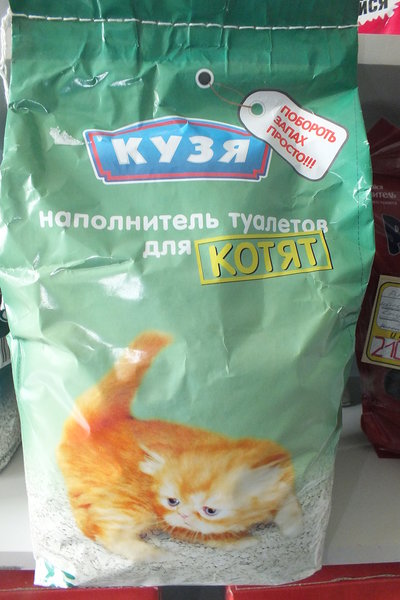 ПОБОРОТЬ
ЗАПАХ
ПРОСТО!!!
КУЗЯ
наполнитель туалетов
для КОТЯТ